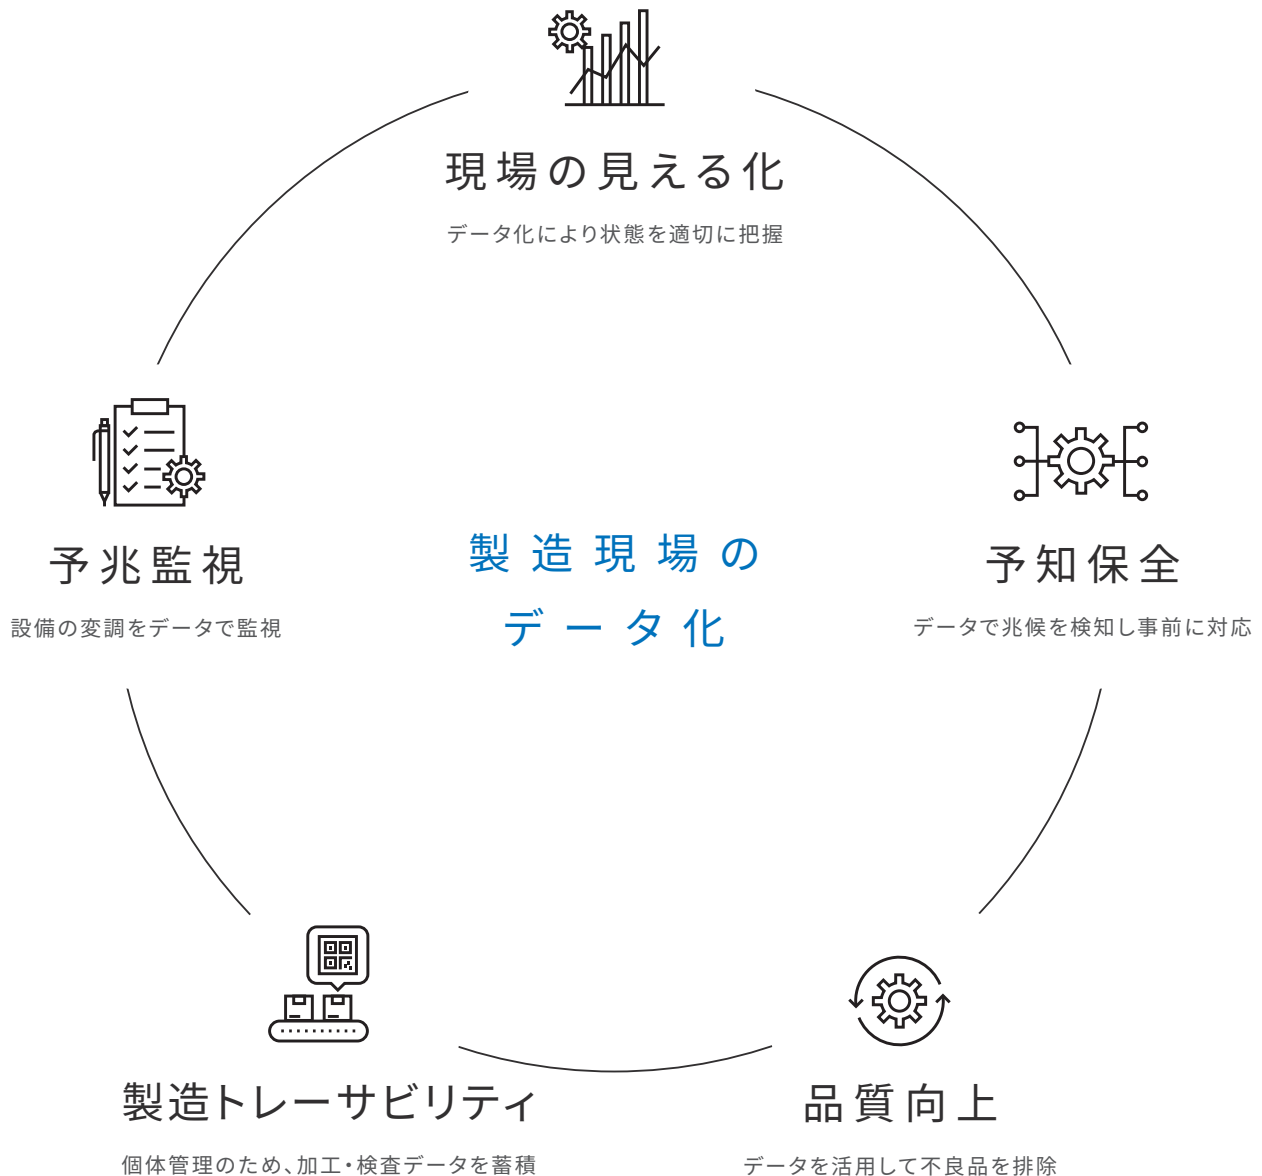 現場の見える化
データ化により状態を適切に把握
予兆監視
設備の変調をデータで監視
製造現場の
データ化
予知保全
データで兆候を検知し事前に対応
製造トレーサビリティ
個体管理のため、加工・検査データを蓄積
品質向上
データを活用して不良品を排除